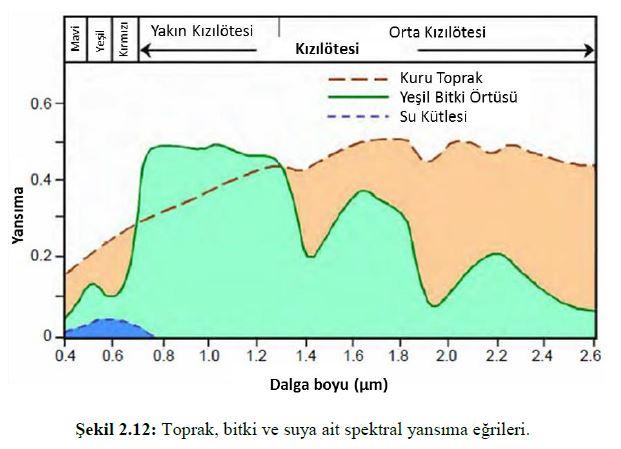 Mavi
Yeşil
Kırmızı
Yakın Kızılötesi
Orta Kızılötesi
Kızılötesi
Kuru Toprak
Yeşil Bitki Örtüsü
Su Kütlesi
Yansıma
0.6
0.4
0.2
0
0.4 0.6 0.8 1.0 1.2 1.4 1.6 1.8 2.0 2.2 2.4 2.6
Dalga boyu (µm)
Şekil 2.12: Toprak, bitki ve suya ait spektral yansıma eğrileri.